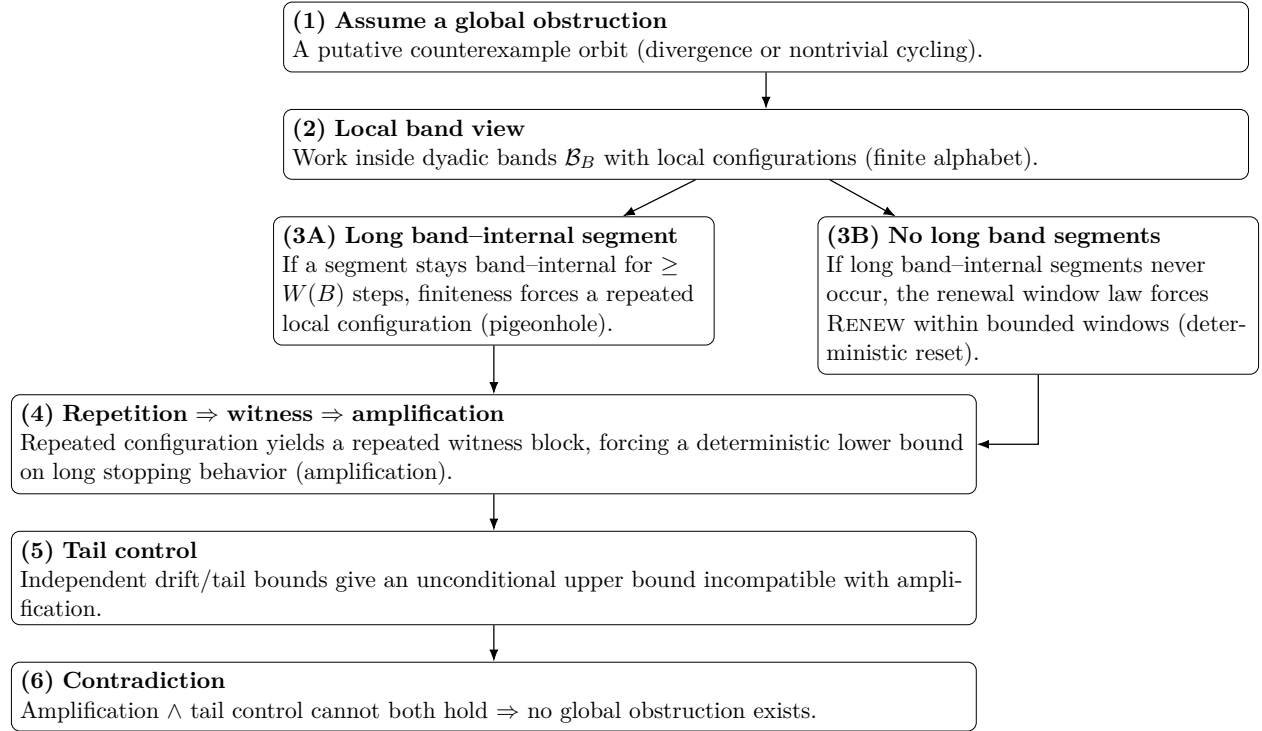 (1) Assume a global obstruction
A putative counterexample orbit (divergence or nontrivial cycling).
(2) Local band view
Work inside dyadic bands 𝓑_B with local configurations (finite alphabet).
(3A) Long band–internal segment
If a segment stays band–internal for ≥
W(B) steps, finiteness forces a repeated
local configuration (pigeonhole).
(3B) No long band segments
If long band–internal segments never
occur, the renewal window law forces
RENEW within bounded windows (deter-
ministic reset).
(4) Repetition ⇒ witness ⇒ amplification
Repeated configuration yields a repeated witness block, forcing a deterministic lower bound
on long stopping behavior (amplification).
(5) Tail control
Independent drift/tail bounds give an unconditional upper bound incompatible with ampli-
fication.
(6) Contradiction
Amplification ∧ tail control cannot both hold ⇒ no global obstruction exists.